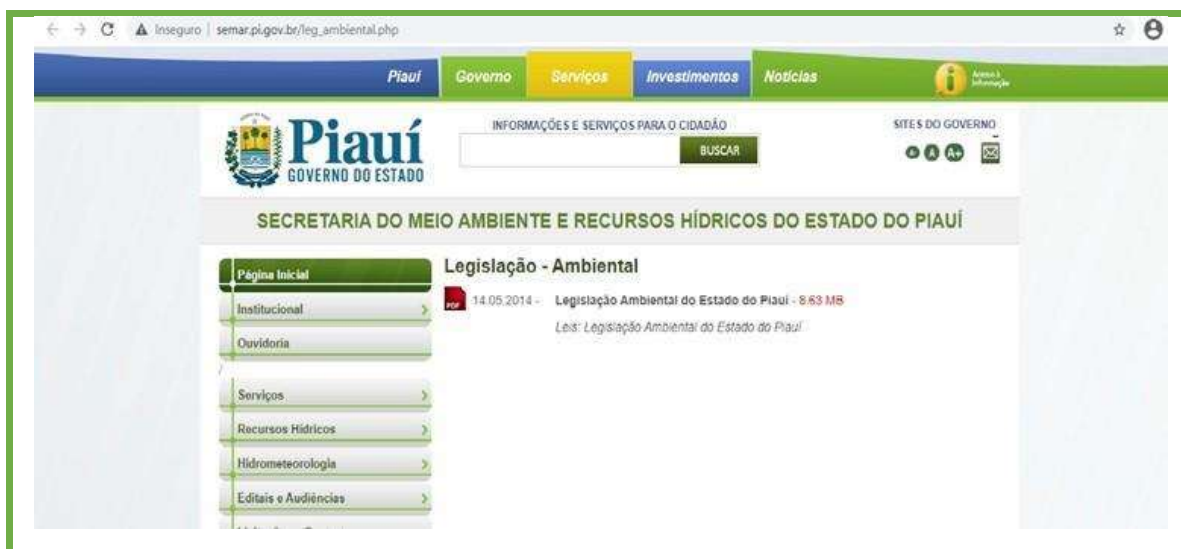 Inseguro | semar.pi.gov.br/leg_ambiental.php
Piauí Governo Serviços Investimentos Notícias Acesso à Informação
INFORMAÇÕES E SERVIÇOS PARA O CIDADÃO
SITES DO GOVERNO
Piauí
GOVERNO DO ESTADO
BUSCAR
A A+
SECRETARIA DO MEIO AMBIENTE E RECURSOS HÍDRICOS DO ESTADO DO PIAUÍ
Página Inicial
Institucional
Ouvidoria
/
Serviços
Recursos Hídricos
Hidrometeorologia
Editais e Audiências
Legislação - Ambiental
PDF 14.05.2014 - Legislação Ambiental do Estado do Piauí - 8.63 MB
Leis: Legislação Ambiental do Estado do Piauí